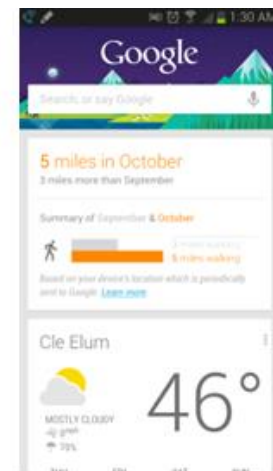 1:30 AM
Google
Search, or say Google
5 miles in October
3 miles more than September
Summary of September & October
miles walking
5 miles walking
Based on your device's location which is periodically
sent to Google. Learn more
Cle Elum
46°
MOSTLY CLOUDY
70%